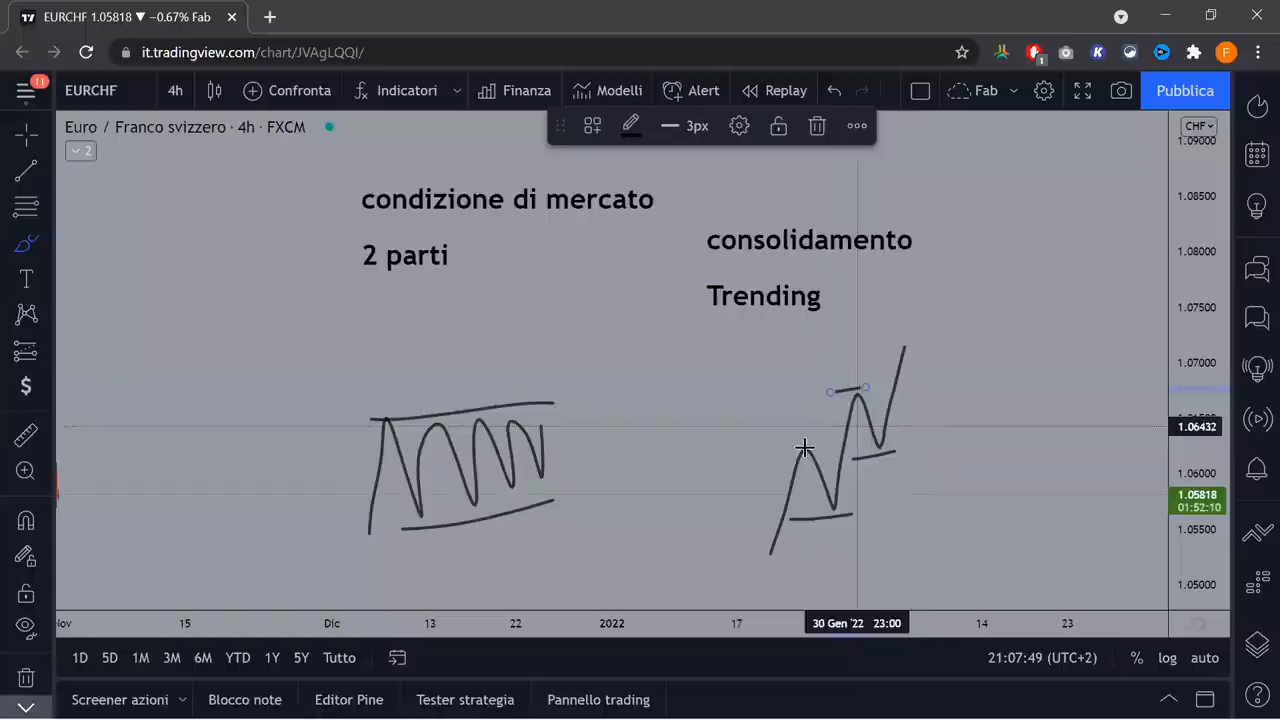 EURCHF 1.05818 ▼ −0.67% Fab
it.tradingview.com/chart/JVAgLQQI/
11
EURCHF
4h
Confronta
Indicatori
Finanza
Modelli
Alert
Replay
Fab
Pubblica
Euro / Franco svizzero · 4h · FXCM
2
3px
CHF
1.09000
1.08500
1.08000
1.07500
1.07000
1.06432
1.06000
1.05818
01:52:10
1.05500
1.05000
condizione di mercato
2 parti
consolidamento
Trending
15
Dic
13
22
2022
17
30 Gen '22 23:00
14
23
1D 5D 1M 3M 6M YTD 1Y 5Y Tutto
21:07:49 (UTC+2)
% log auto
Screener azioni
Blocco note
Editor Pine
Tester strategia
Pannello trading